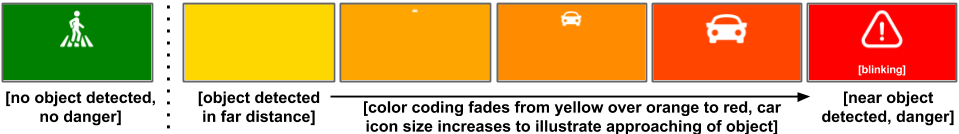 [blinking]
[no object detected,
no danger]
[object detected
in far distance]
[color coding fades from yellow over orange to red, car
icon size increases to illustrate approaching of object]
[near object
detected, danger]